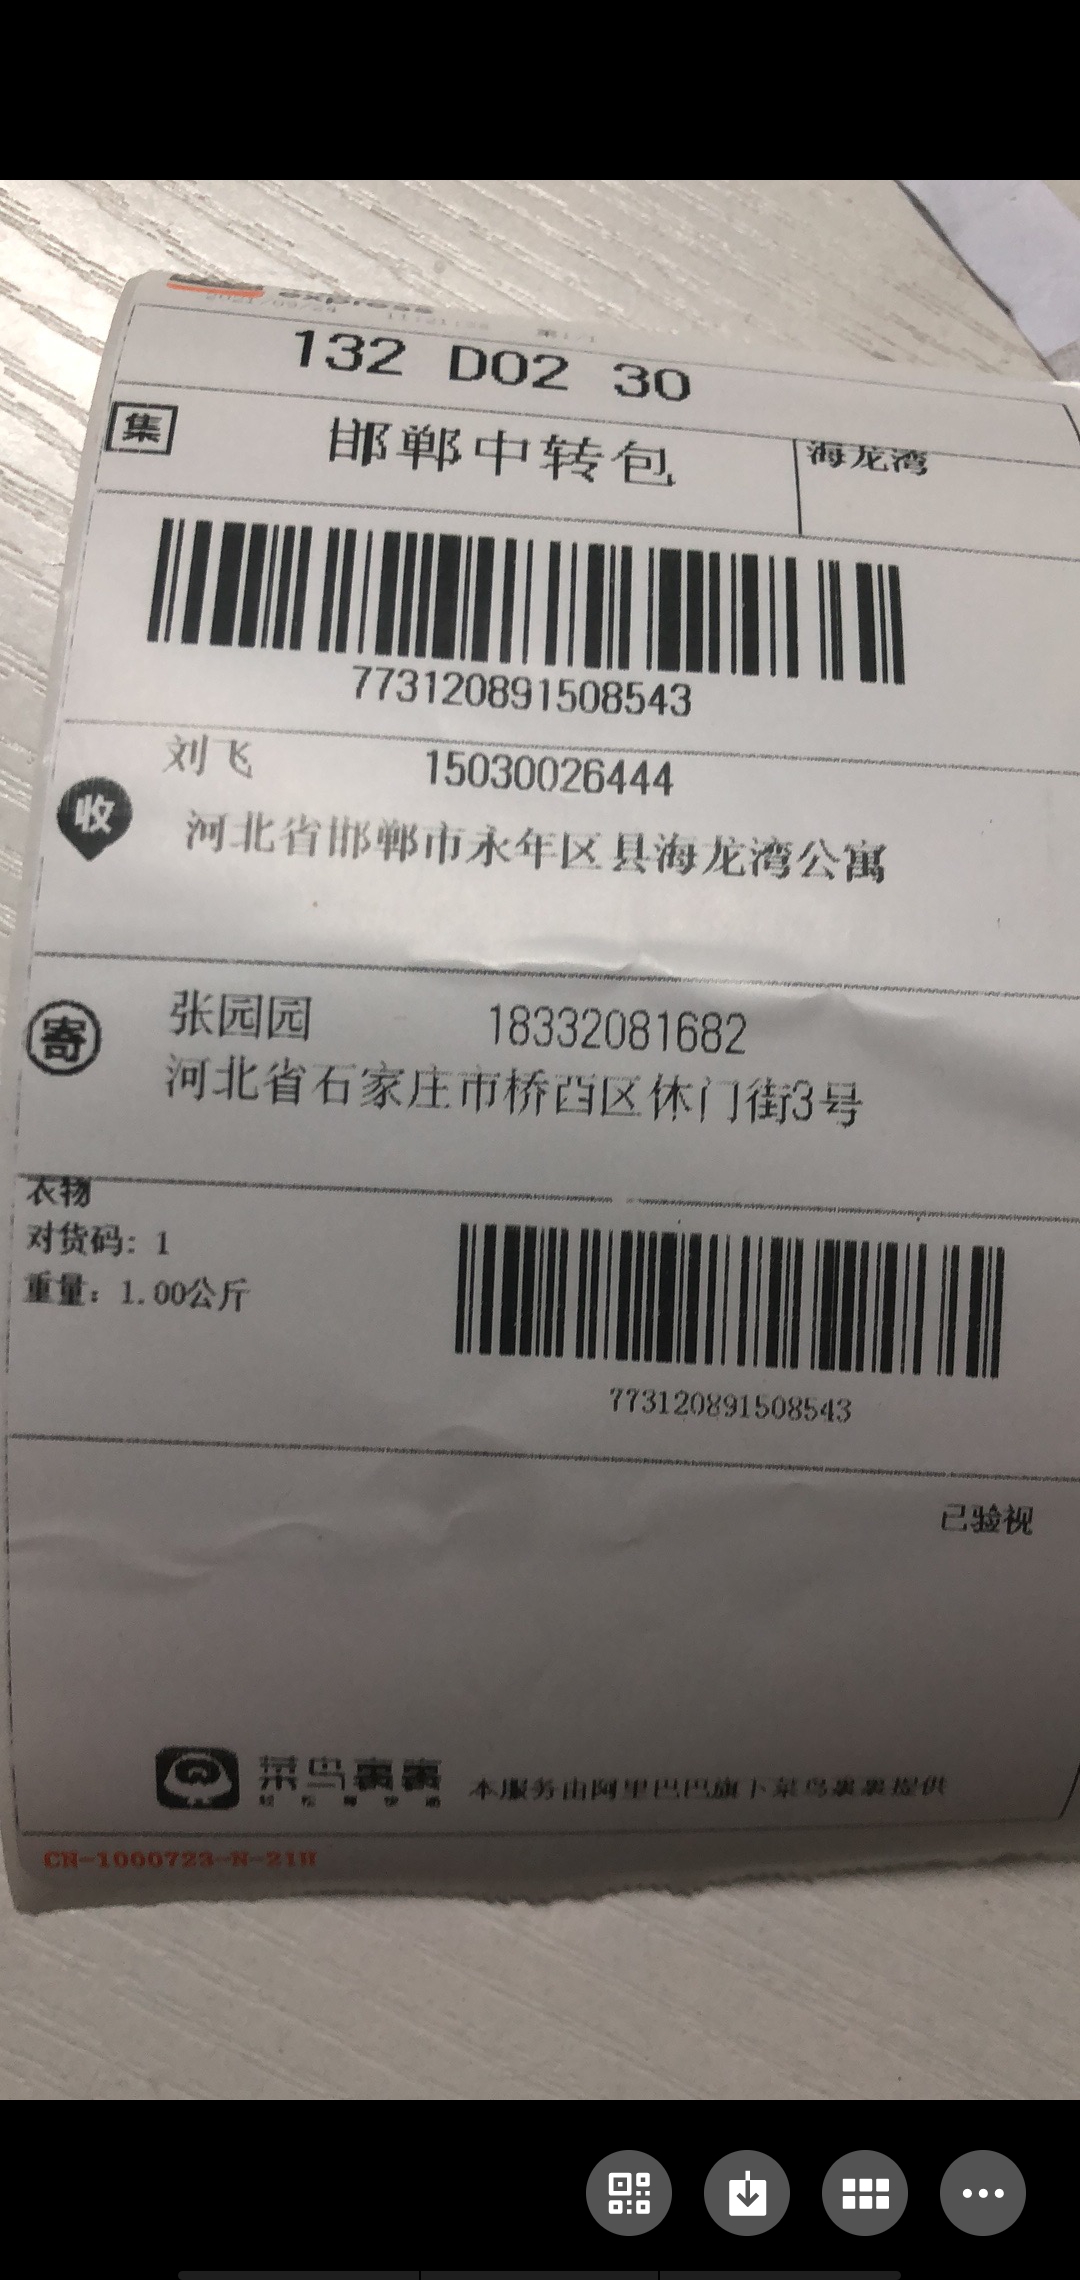 express
132 D02 30
集 邯郸中转包 海龙湾
773120891508543
刘飞 15030026444
收 河北省邯郸市永年区县海龙湾公寓
寄 张园园 18332081682
河北省石家庄市桥西区休门街3号
衣物
对货码: 1
重量: 1.00公斤
773120891508543
已验视
菜鸟裹裹 本服务由阿里巴巴旗下菜鸟裹裹提供
CN-1000723-N-21H